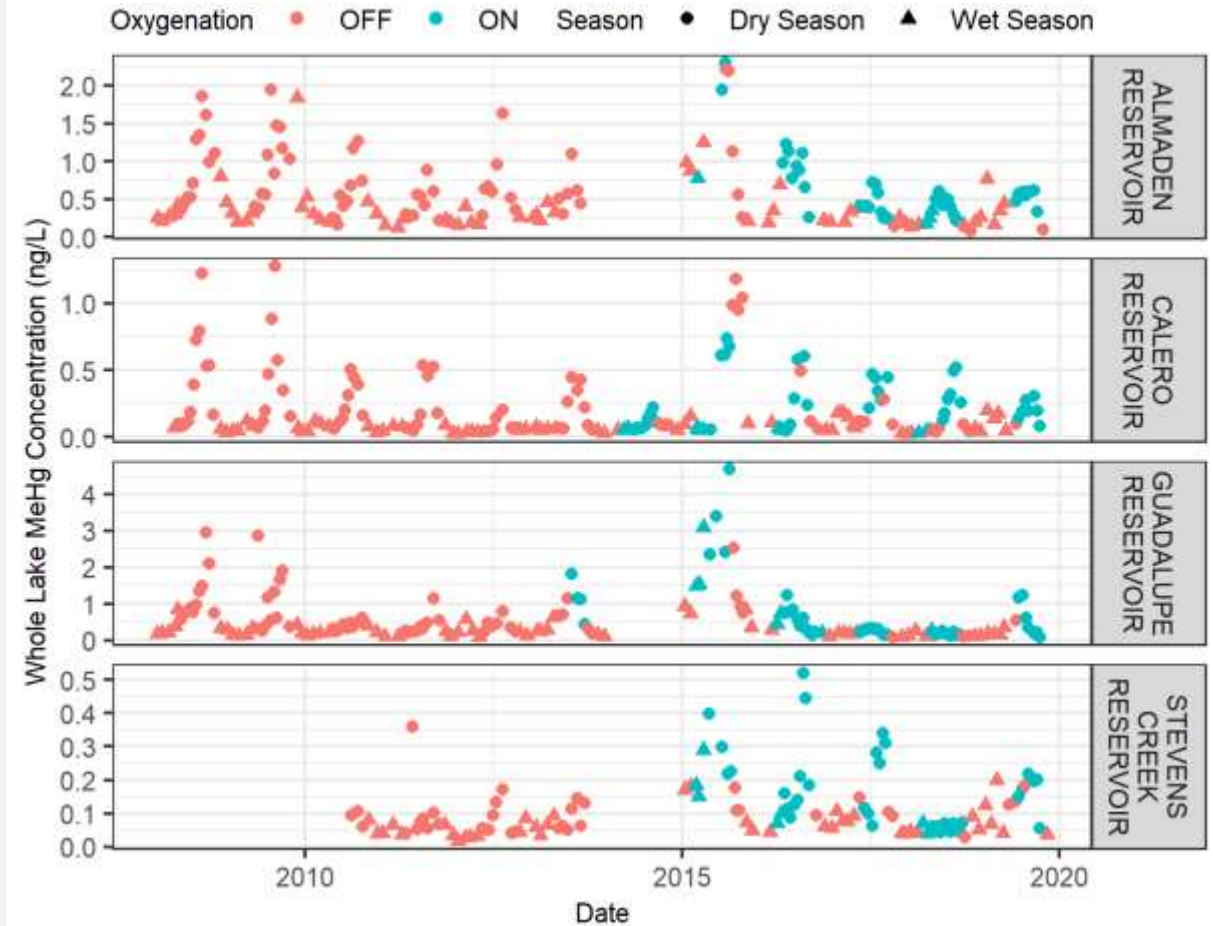 Oxygenation OFF ON Season Dry Season Wet Season
2.0
1.5
1.0
0.5
0.0
ALMADEN
RESERVOIR
1.0
0.5
0.0
CALERO
RESERVOIR
4
3
2
1
0
GUADALUPE
RESERVOIR
0.5
0.4
0.3
0.2
0.1
0.0
STEVENS
CREEK
RESERVOIR
Whole Lake MeHg Concentration (ng/L)
2010 2015 2020
Date